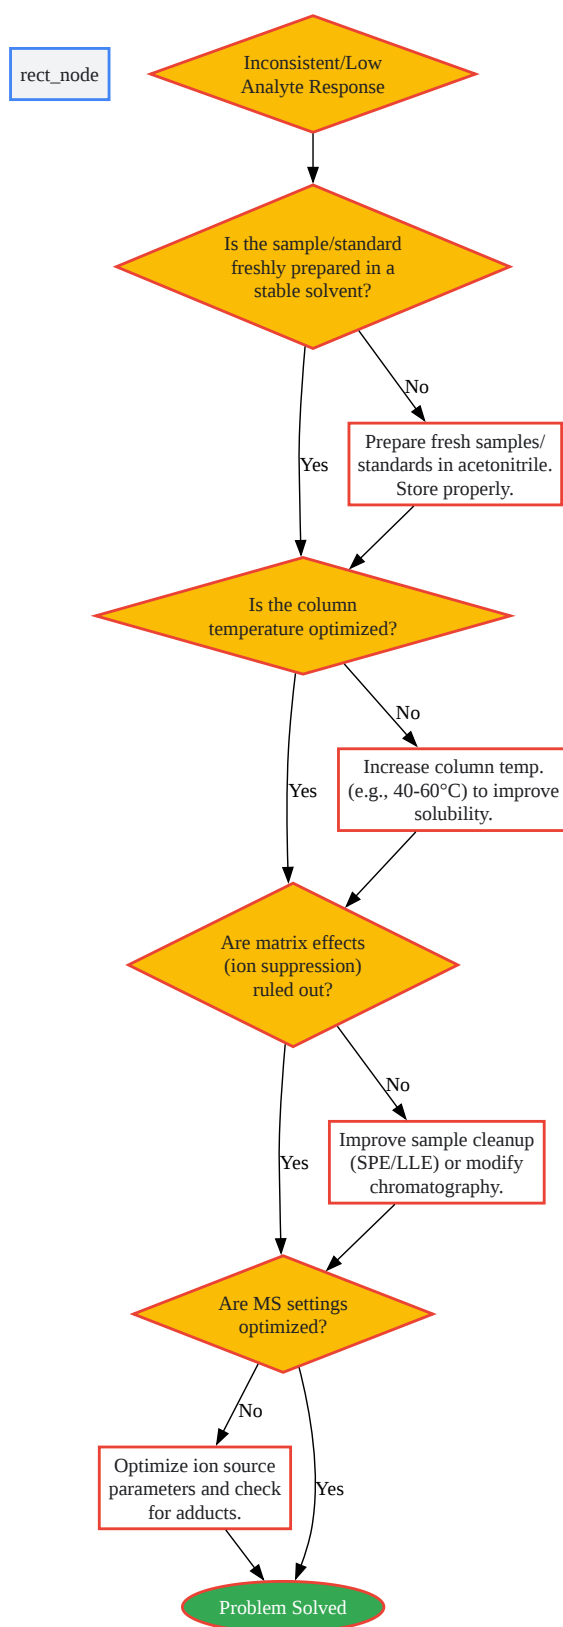 rect_node
Inconsistent/Low
Analyte Response
Is the sample/standard
freshly prepared in a
stable solvent?
No
Prepare fresh samples/
standards in acetonitrile.
Store properly.
Yes
Is the column
temperature optimized?
No
Increase column temp.
(e.g., 40-60°C) to improve
solubility.
Yes
Are matrix effects
(ion suppression)
ruled out?
No
Improve sample cleanup
(SPE/LLE) or modify
chromatography.
Yes
Are MS settings
optimized?
No
Optimize ion source
parameters and check
for adducts.
Yes
Problem Solved